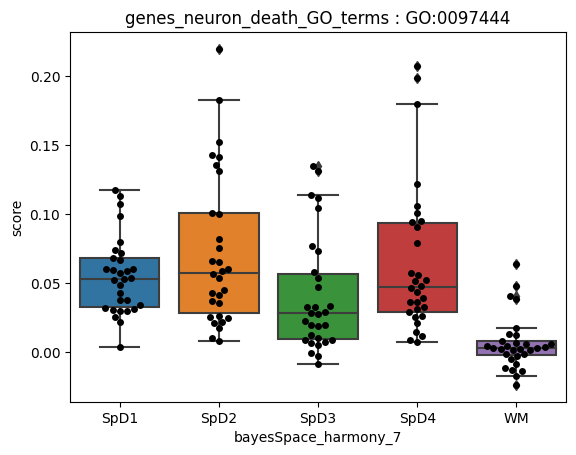 genes_neuron_death_GO_terms : GO:0097444
score
0.20
0.15
0.10
0.05
0.00
SpD1 SpD2 SpD3 SpD4 WM
bayesSpace_harmony_7